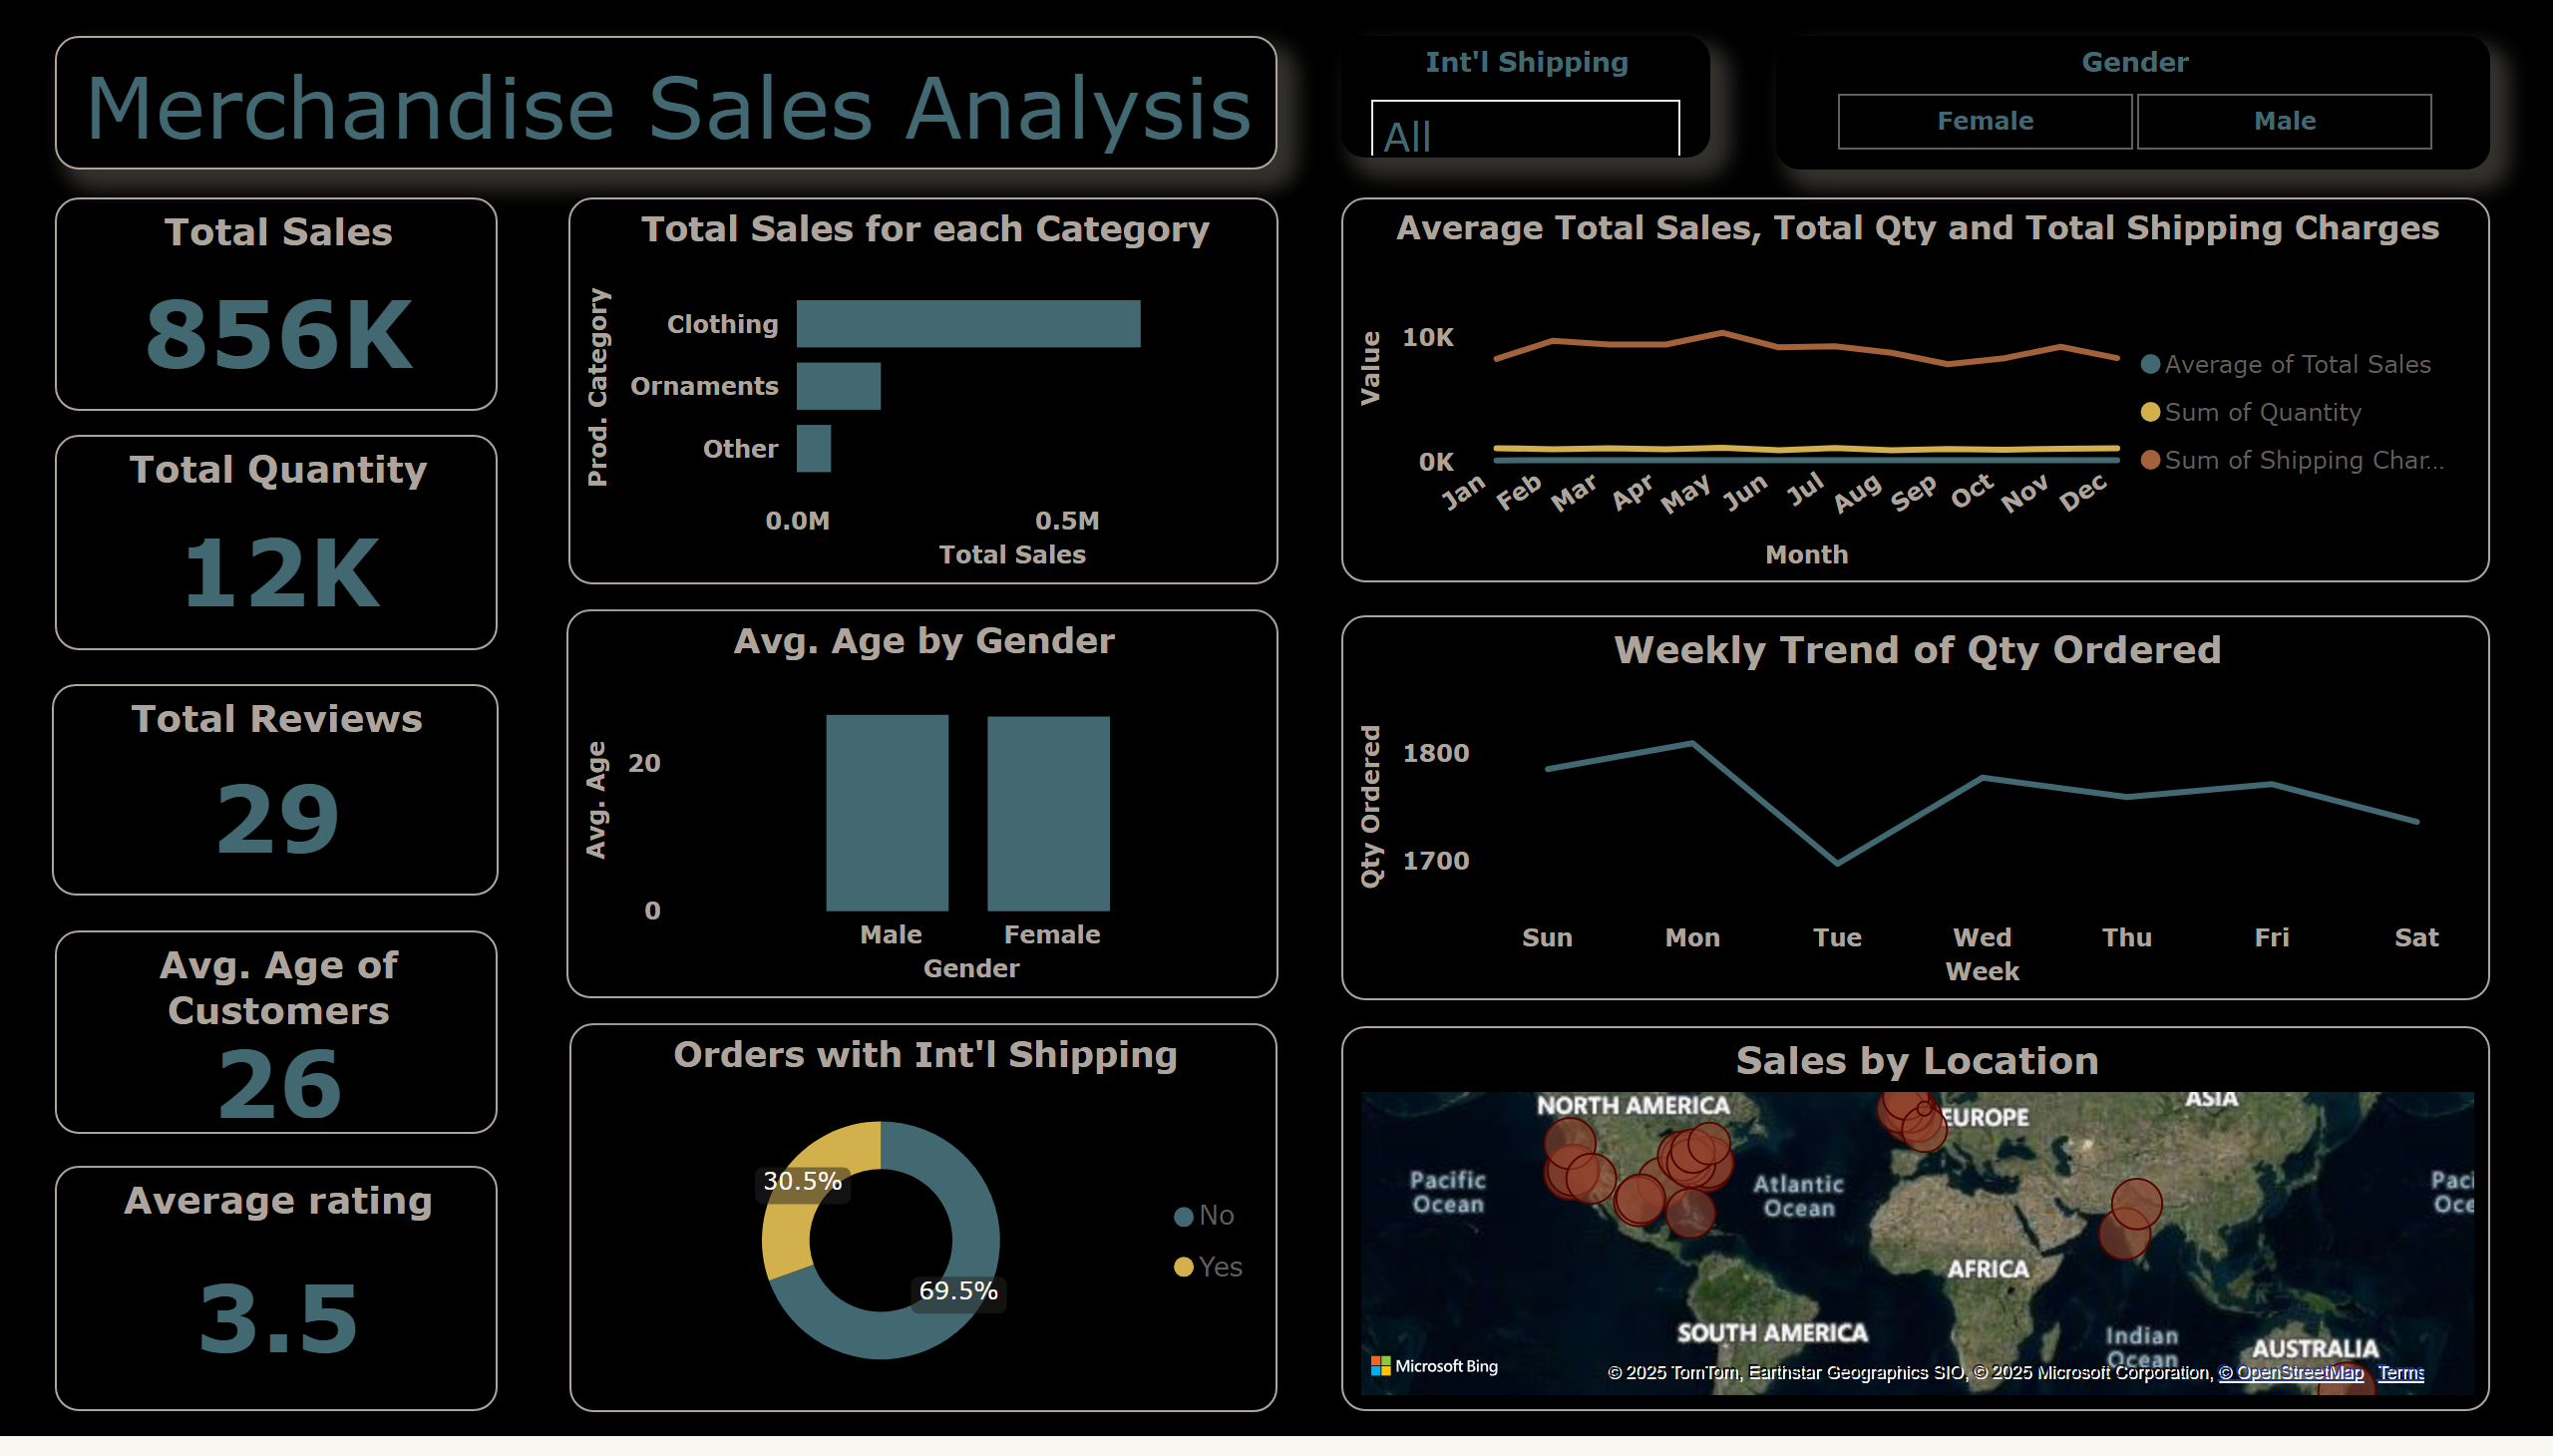 Merchandise Sales Analysis
Int'l Shipping
All
Gender
Female
Male
Total Sales
856K
Total Quantity
12K
Total Reviews
29
Avg. Age of
Customers
26
Average rating
3.5
Total Sales for each Category
Prod. Category
Clothing
Ornaments
Other
0.0M
0.5M
Total Sales
Avg. Age by Gender
Avg. Age
20
0
Male
Female
Gender
Orders with Int'l Shipping
30.5%
69.5%
No
Yes
Average Total Sales, Total Qty and Total Shipping Charges
Value
10K
0K
Jan
Feb
Mar
Apr
May
Jun
Jul
Aug
Sep
Oct
Nov
Dec
Month
Average of Total Sales
Sum of Quantity
Sum of Shipping Char...
Weekly Trend of Qty Ordered
Qty Ordered
1800
1700
Sun
Mon
Tue
Wed
Thu
Fri
Sat
Week
Sales by Location
NORTH AMERICA
EUROPE
ASIA
Pacific
Ocean
Atlantic
Ocean
Paci
Oce
AFRICA
SOUTH AMERICA
Indian
Ocean
AUSTRALIA
Microsoft Bing
© 2025 TomTom, Earthstar Geographics SIO, © 2025 Microsoft Corporation, © OpenStreetMap Terms